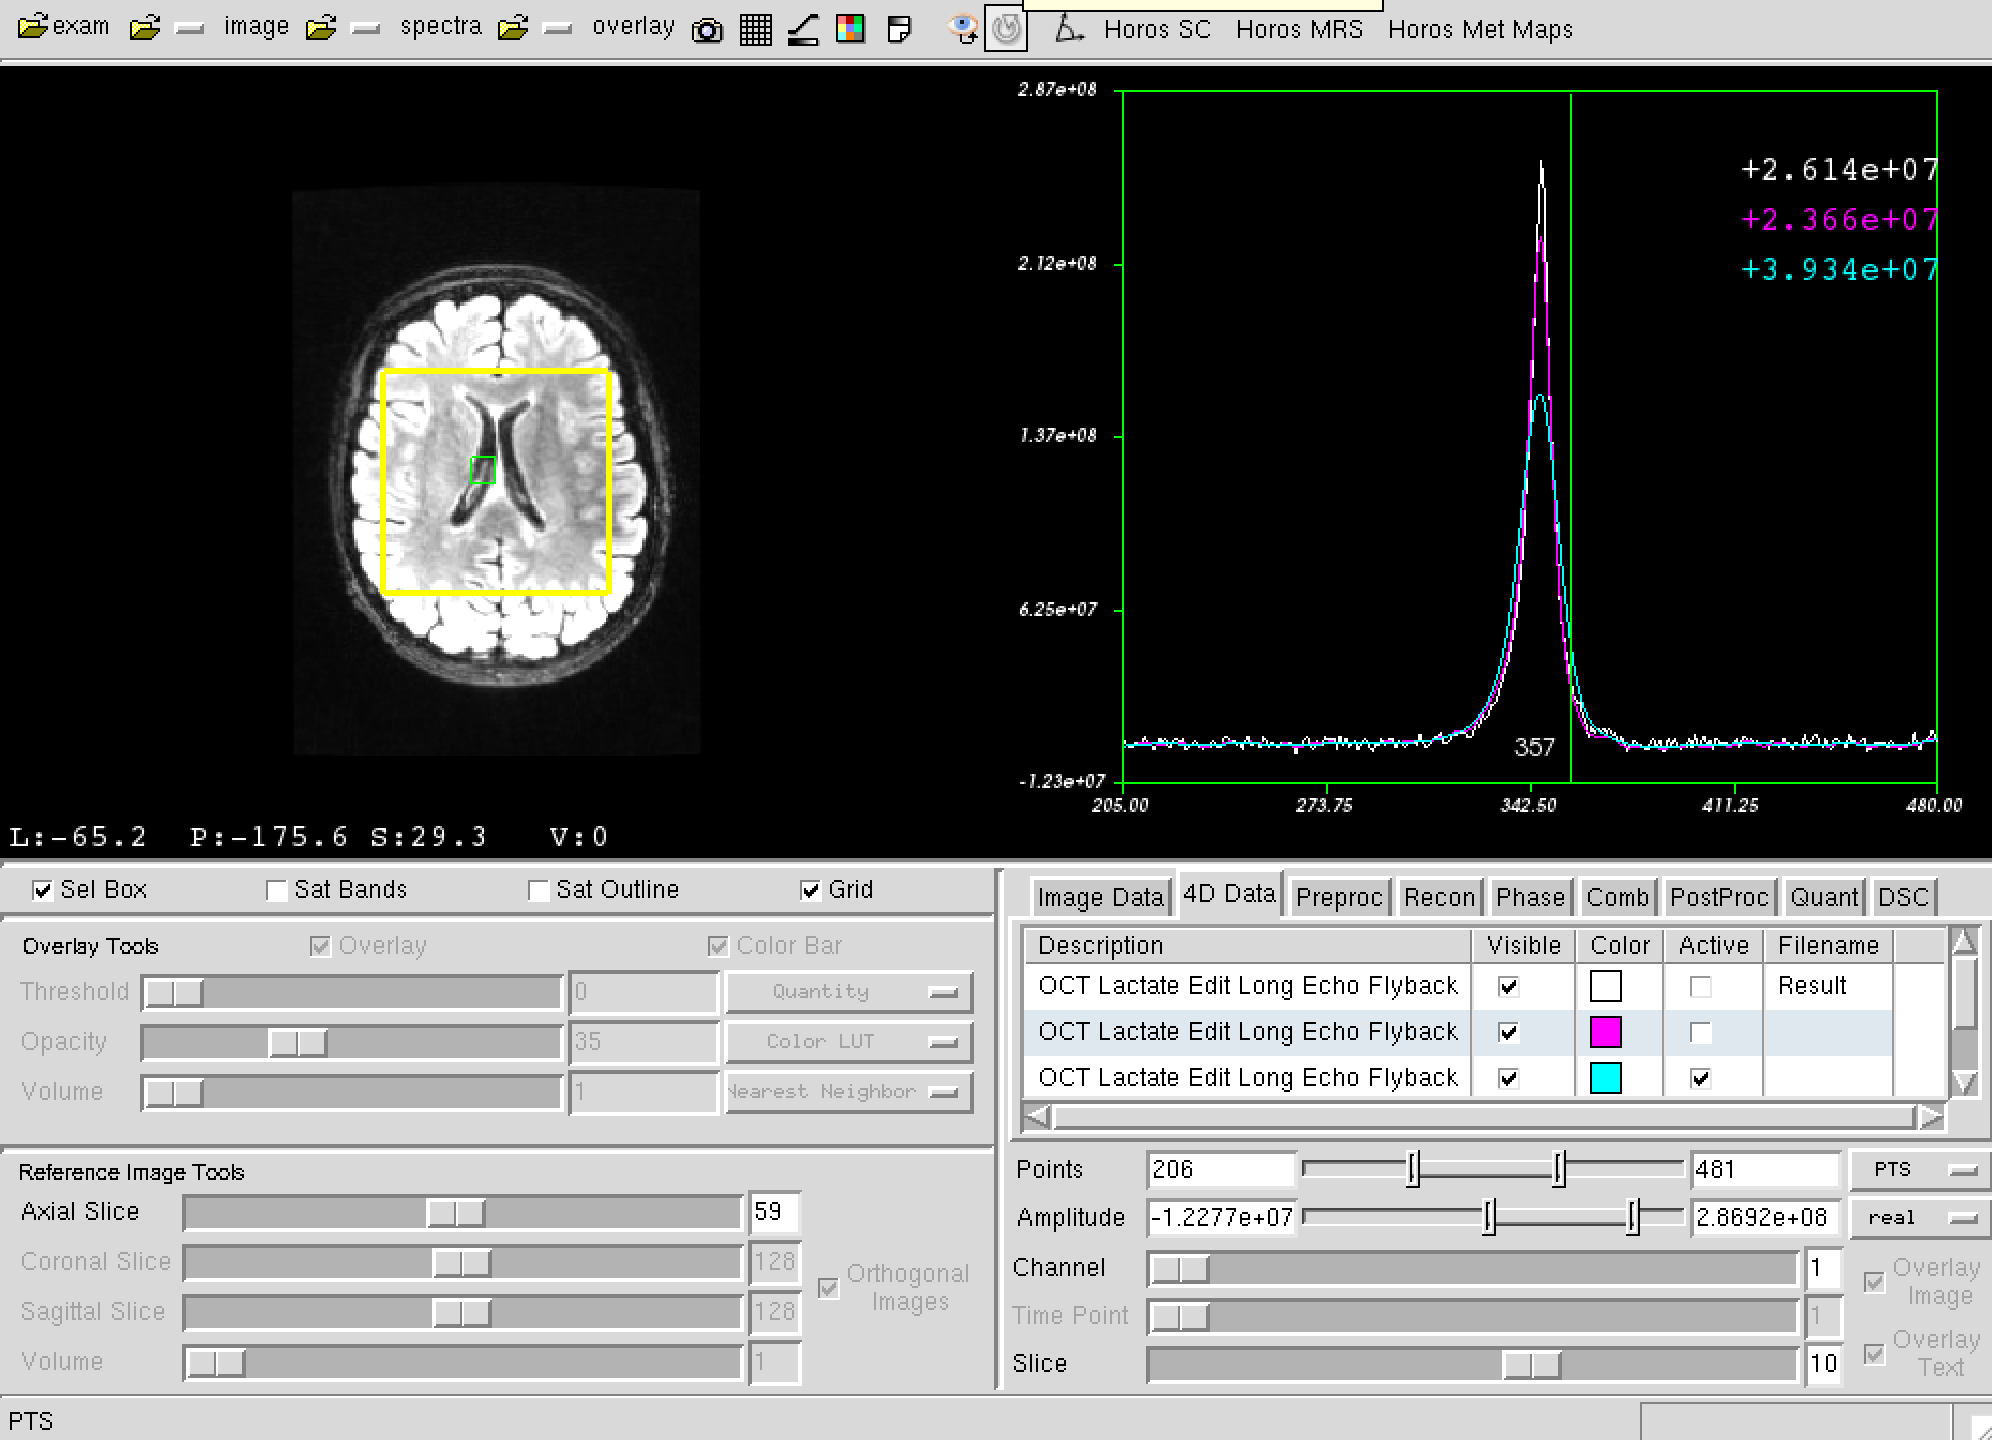 exam image spectra overlay Horos SC Horos MRS Horos Met Maps
2.87e+08
2.12e+08
1.37e+08
6.25e+07
-1.23e+07
+2.614e+07
+2.366e+07
+3.934e+07
357
205.00 273.75 342.50 411.25 480.00
L:-65.2 P:-175.6 S:29.3 V:0
Sel Box Sat Bands Sat Outline Grid
Overlay Tools Overlay Color Bar
Threshold 0 Quantity
Opacity 35 Color LUT
Volume 1 Nearest Neighbor
Reference Image Tools
Axial Slice 59
Coronal Slice 128
Sagittal Slice 128
Volume 1
Orthogonal
Images
Image Data 4D Data Preproc Recon Phase Comb PostProc Quant DSC
Description Visible Color Active Filename
OCT Lactate Edit Long Echo Flyback Result
OCT Lactate Edit Long Echo Flyback
OCT Lactate Edit Long Echo Flyback
Points 206 481 PTS
Amplitude -1.2277e+07 2.8692e+08 real
Channel 1
Time Point 1
Slice 10
Overlay
Image
Overlay
Text
PTS